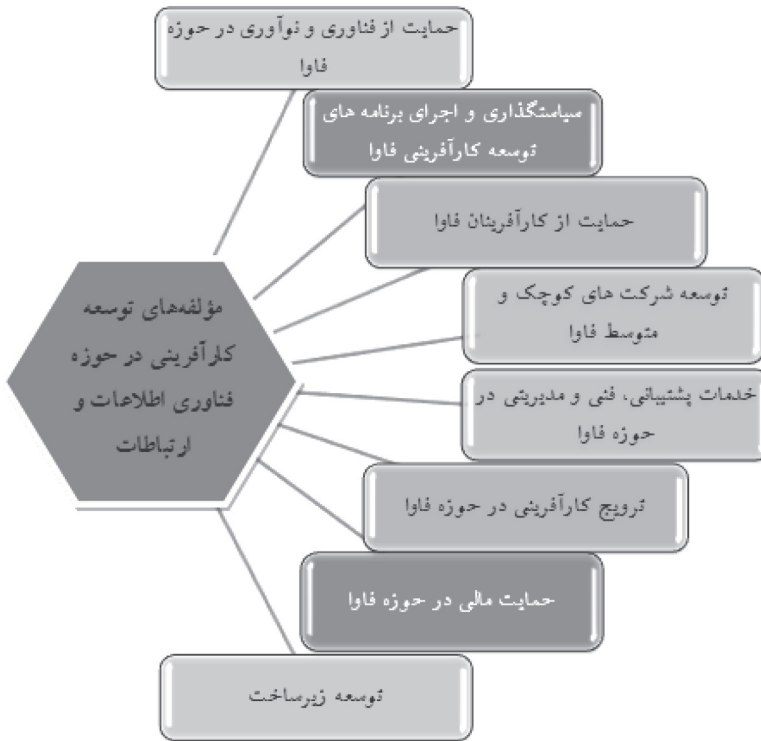 حمایت از فناوری و نوآوری در حوزه
فاوا
سیاستگذاری و اجرای برنامه های
توسعه کارآفرینی فاوا
حمایت از کارآفرینان فاوا
توسعه شرکت های کوچک و
متوسط فاوا
خدمات پشتیبانی، فنی و مدیریتی در
حوزه فاوا
ترویج کارآفرینی در حوزه فاوا
حمایت مالی در حوزه فاوا
توسعه زیرساخت
مؤلفه‌های توسعه
کارآفرینی در حوزه
فناوری اطلاعات و
ارتباطات